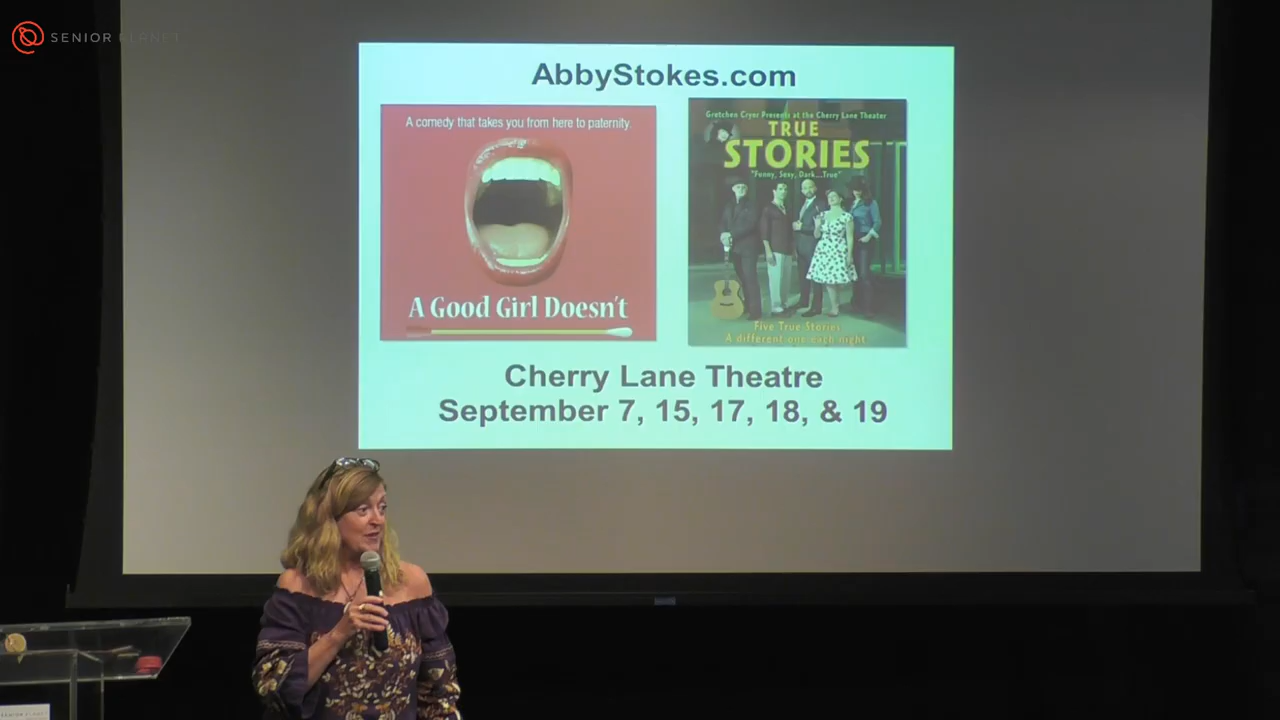 SENIOR PLANET
AbbyStokes.com
A comedy that takes you from here to paternity.
A Good Girl Doesn't
Gretchen Cryer Presents at the Cherry Lane Theater
TRUE
STORIES
"Funny, Sexy, Dark...True"
Five True Stories
A different one each night
Cherry Lane Theatre
September 7, 15, 17, 18, & 19